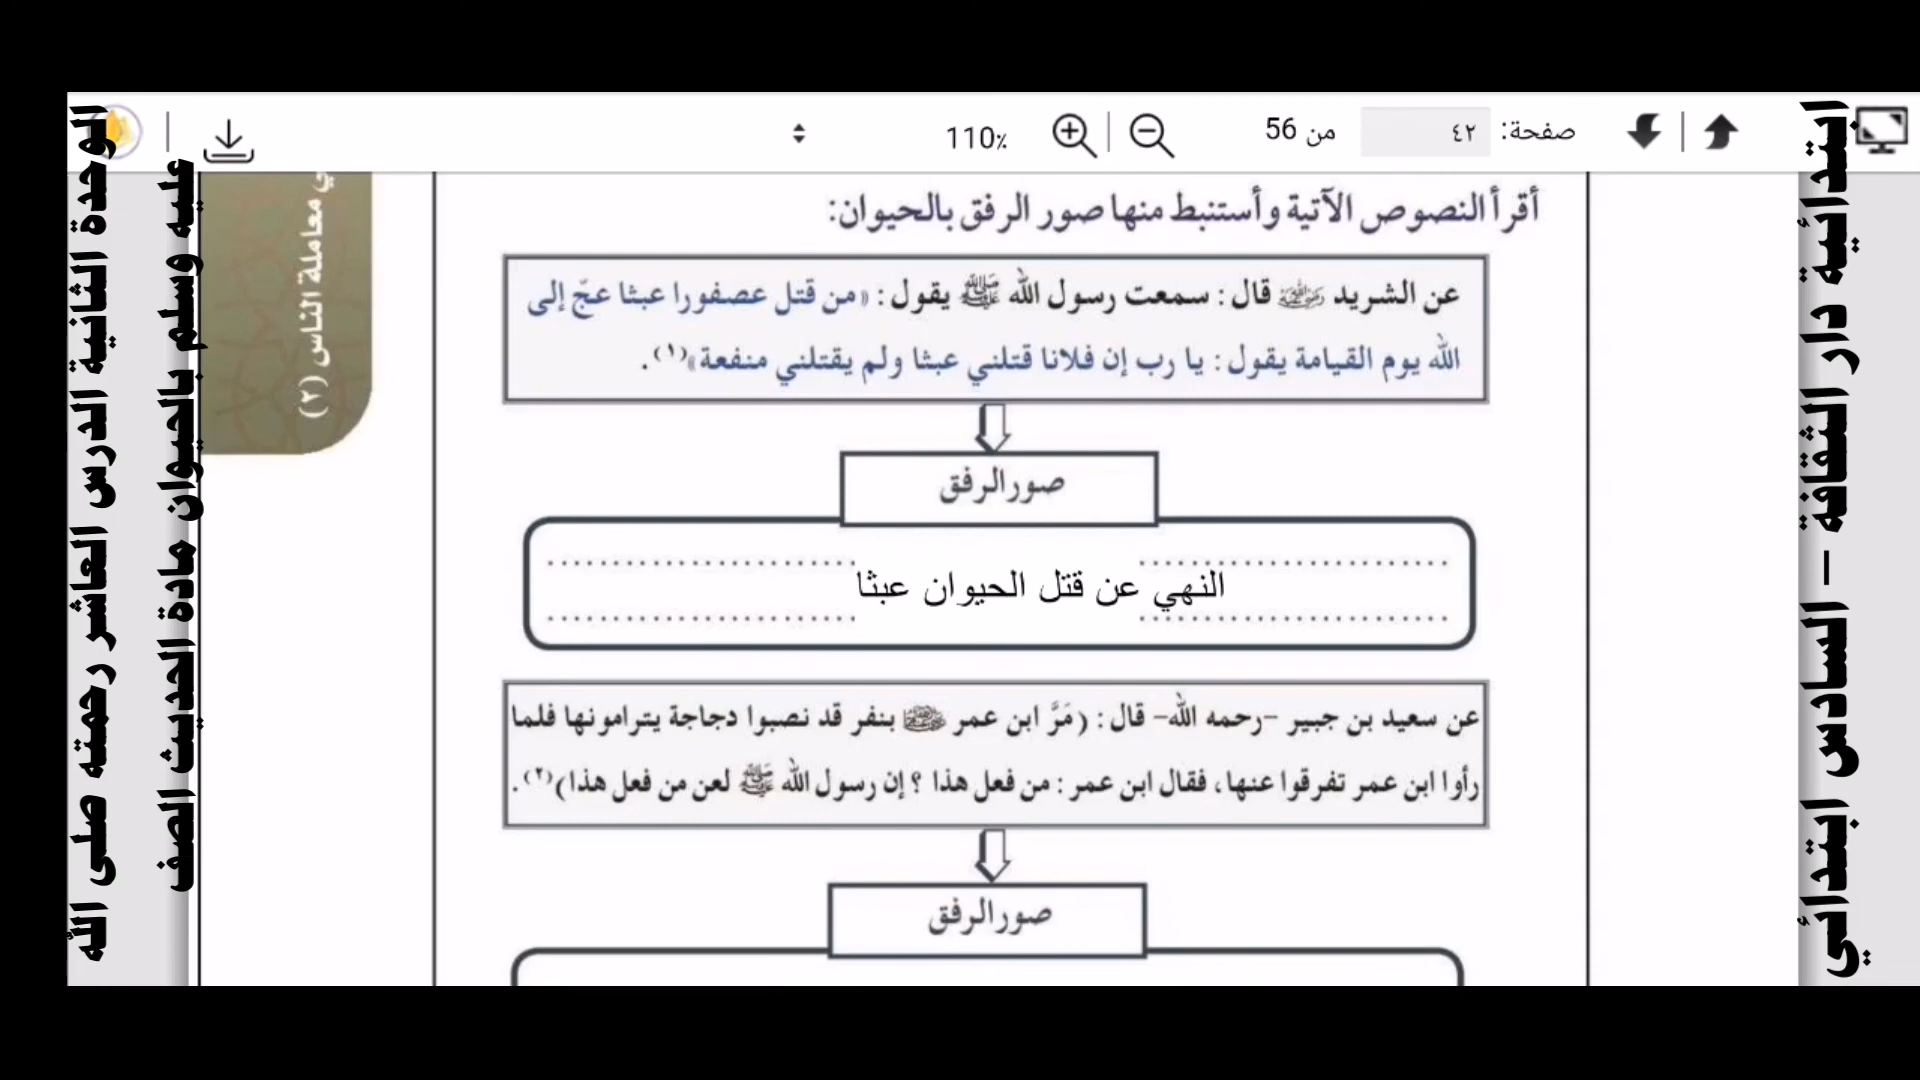 صفحة: ٤٢ من 56
110٪
أقرأ النصوص الآتية وأستنبط منها صور الرفق بالحيوان:
عن الشريد رضي الله عنه قال: سمعت رسول الله ﷺ يقول: «من قتل عصفورا عبثا عجّ إلى
الله يوم القيامة يقول: يا رب إن فلانا قتلني عبثا ولم يقتلني منفعة»(١).
صور الرفق
النهي عن قتل الحيوان عبثا
عن سعيد بن جبير -رحمه الله- قال: (مَرَّ ابن عمر رضي الله عنهما بنفر قد نصبوا دجاجة يترامونها فلما
رأوا ابن عمر تفرقوا عنها، فقال ابن عمر: من فعل هذا؟ إن رسول الله ﷺ لعن من فعل هذا)(٢).
صور الرفق
ي معاملة الناس (٢)
الوحدة الثانية الدرس العاشر رحمته صلى الله
عليه وسلم بالحيوان مادة الحديث الصف
السادس ابتدائي
ابتدائية دار الثقافة –